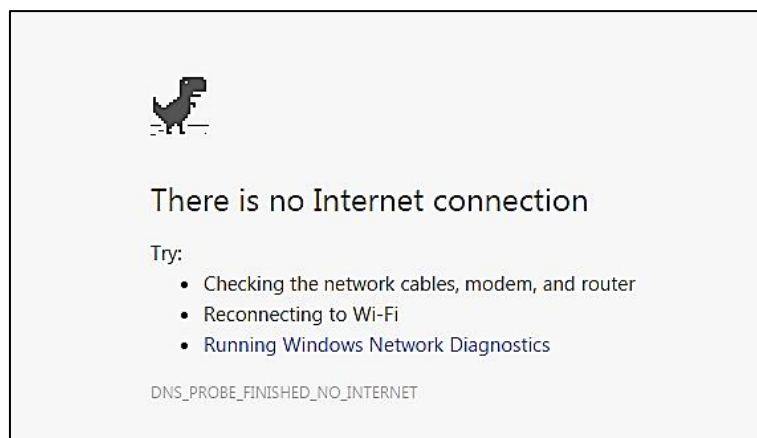 There is no Internet connection
Try:
• Checking the network cables, modem, and router
• Reconnecting to Wi-Fi
• Running Windows Network Diagnostics
DNS_PROBE_FINISHED_NO_INTERNET